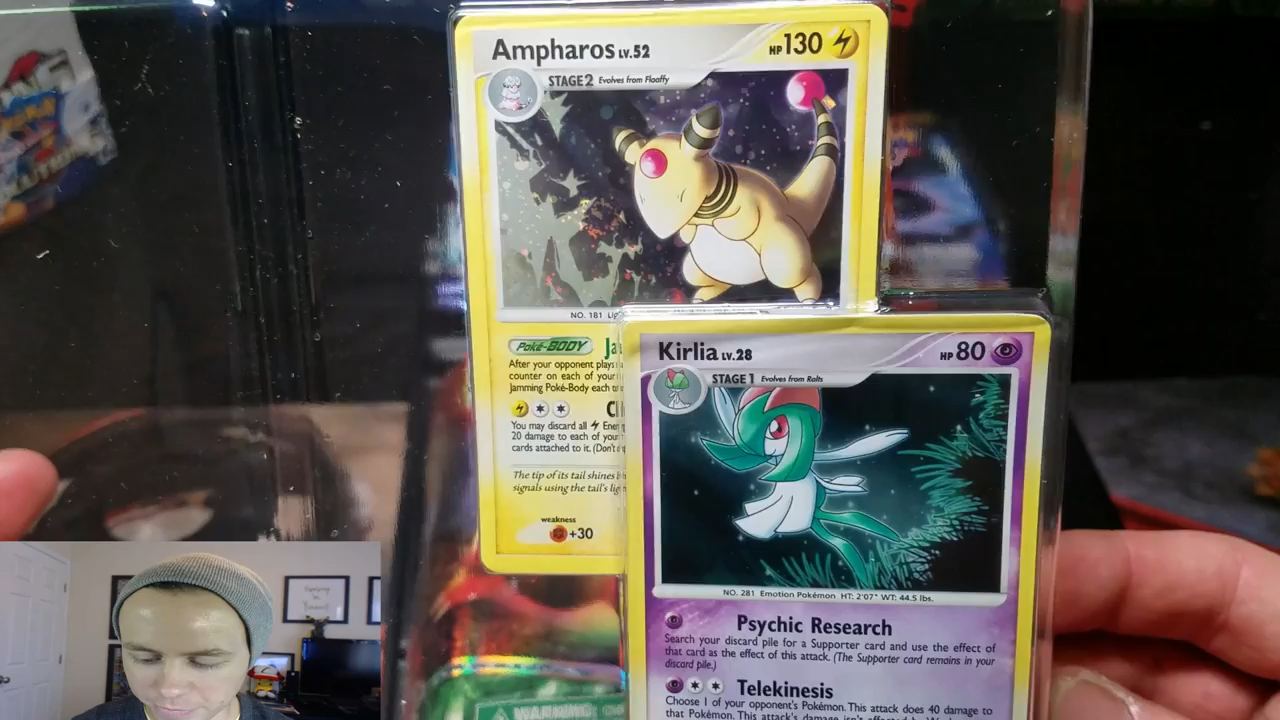 Ampharos LV.52
HP 130
STAGE 2 Evolves from Flaaffy
NO. 181
Poké-BODY
After your opponent plays
counter on each of your
Jamming Poké-Body each
You may discard all
20 damage to each of your
cards attached to it. (Don't
The tip of its tail shines
signals using the tail's
weakness
+30
Kirlia LV.28
HP 80
STAGE 1 Evolves from Ralts
NO. 281 Emotion Pokémon HT: 2'07" WT: 44.5 lbs.
Psychic Research
Search your discard pile for a Supporter card and use the effect of
that card as the effect of this attack. (The Supporter card remains in your
discard pile.)
Telekinesis
Choose 1 of your opponent's Pokémon. This attack does 40 damage to
that Pokémon. This attack's damage isn't affected by
WARNING: